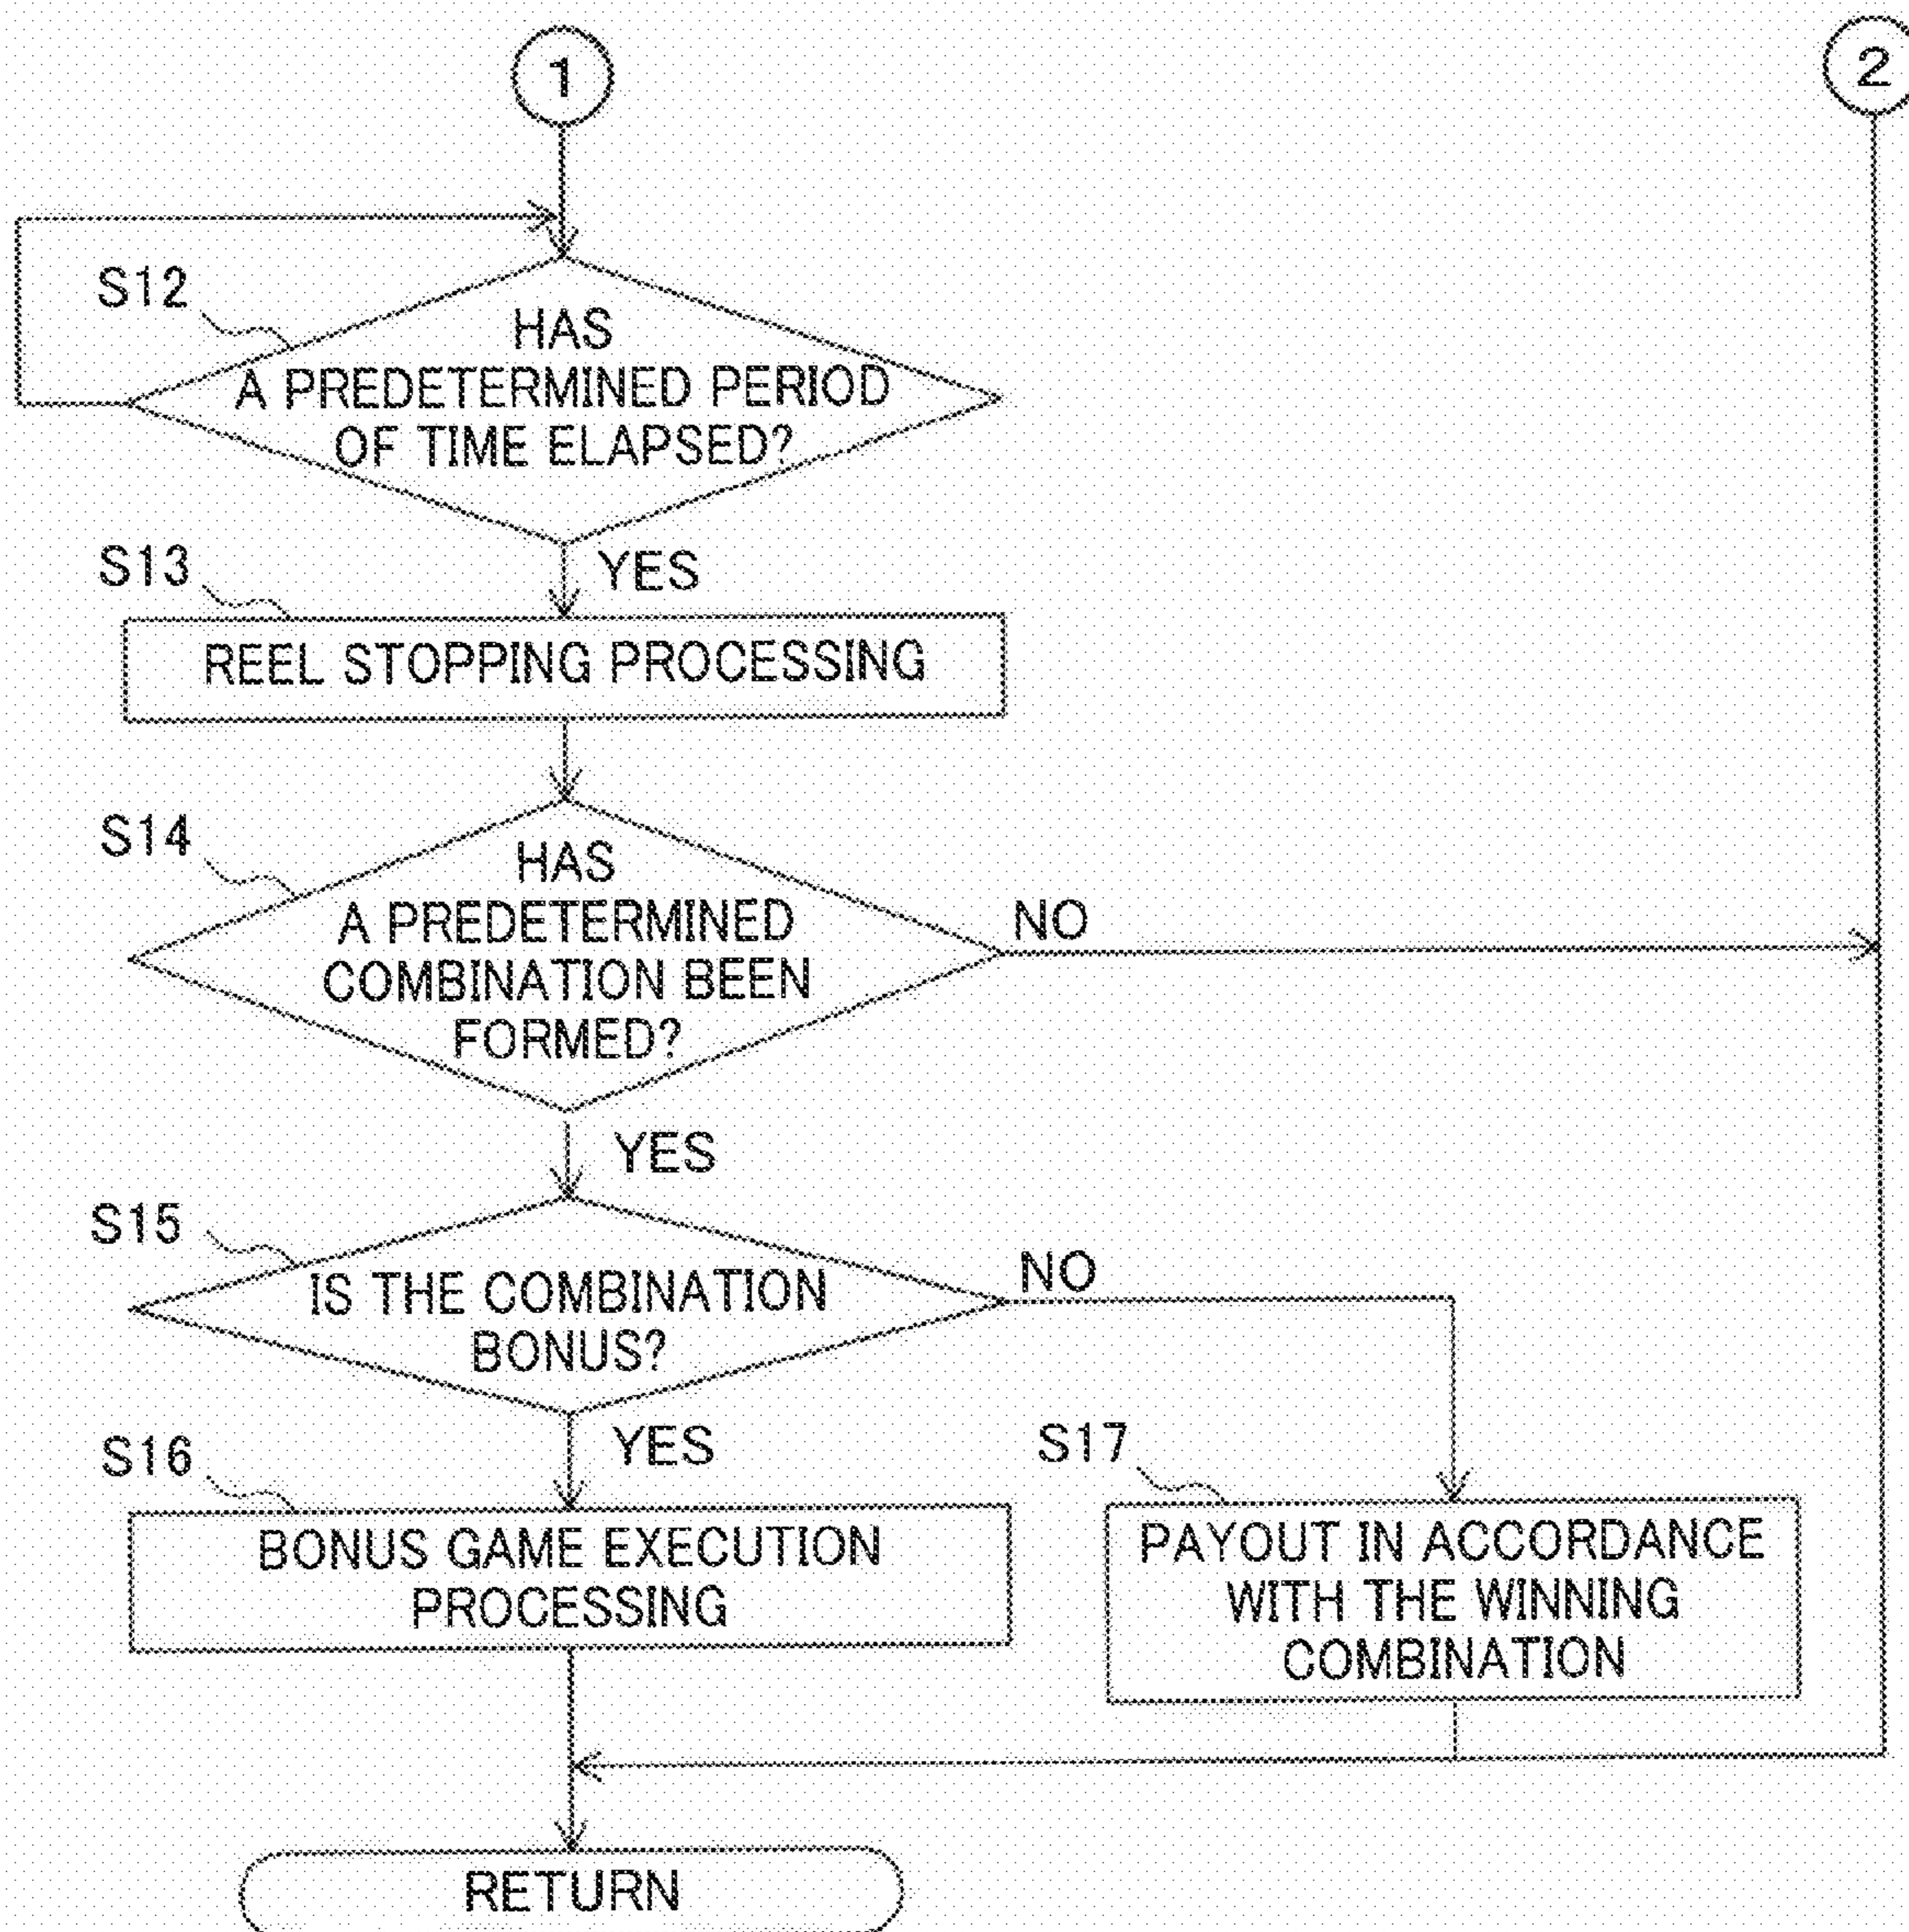 1
2
S12
HAS
A PREDETERMINED PERIOD
OF TIME ELAPSED?
YES
S13
REEL STOPPING PROCESSING
S14
HAS
A PREDETERMINED
COMBINATION BEEN
FORMED?
NO
YES
S15
IS THE COMBINATION
BONUS?
NO
YES
S16
BONUS GAME EXECUTION
PROCESSING
S17
PAYOUT IN ACCORDANCE
WITH THE WINNING
COMBINATION
RETURN